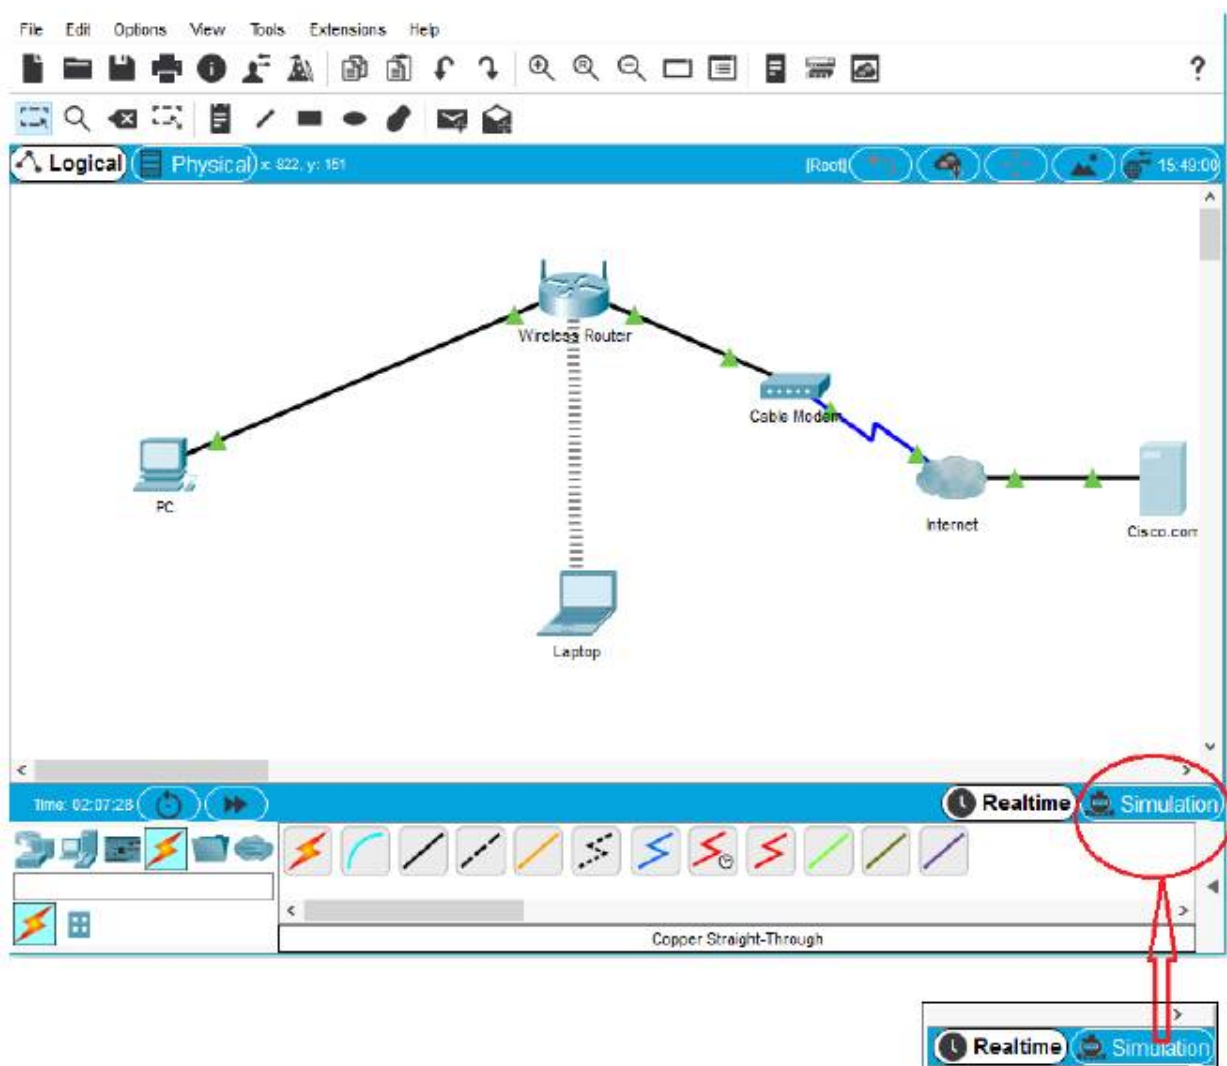 File Edit Options View Tools Extensions Help
?
Logical Physical x: 822, y: 151 [Root] 15:49:00
Wireless Router
Cable Modem
PC
Internet
Cisco.com
Laptop
Time: 02:07:28 Realtime Simulation
Copper Straight-Through
Realtime Simulation